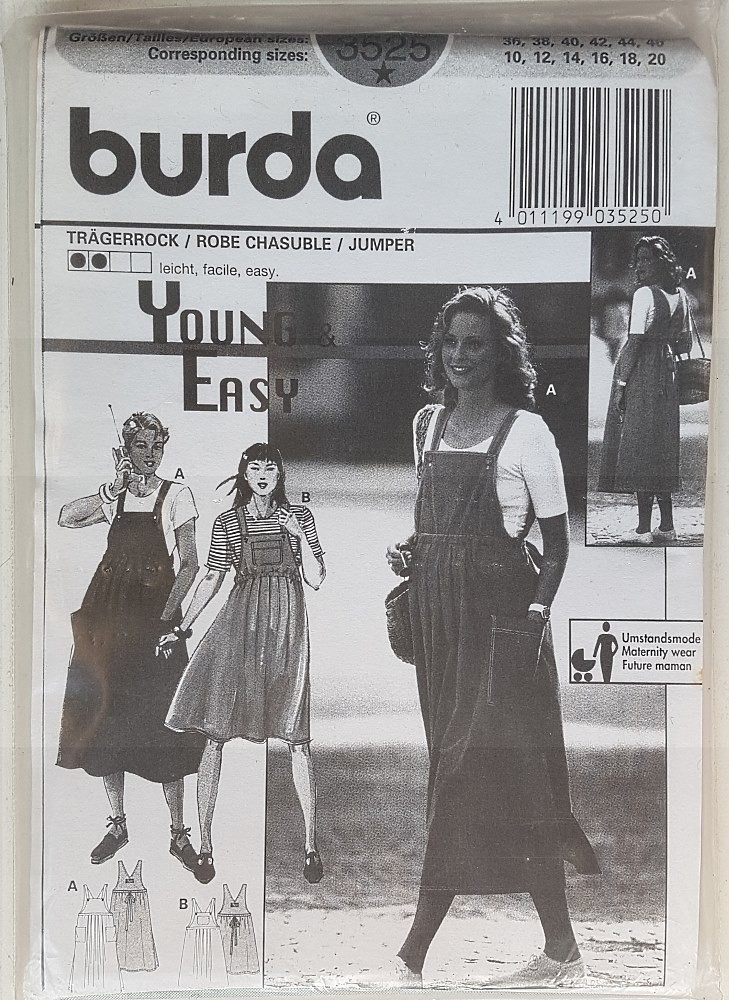 Größen/Tailles/European sizes: 36, 38, 40, 42, 44, 46
Corresponding sizes: 10, 12, 14, 16, 18, 20
3525
burda®
4 011199 035250
TRÄGERROCK / ROBE CHASUBLE / JUMPER
leicht, facile, easy.
YOUNG &
EASY
A
A
A
B
Umstandsmode
Maternity wear
Future maman
A
B